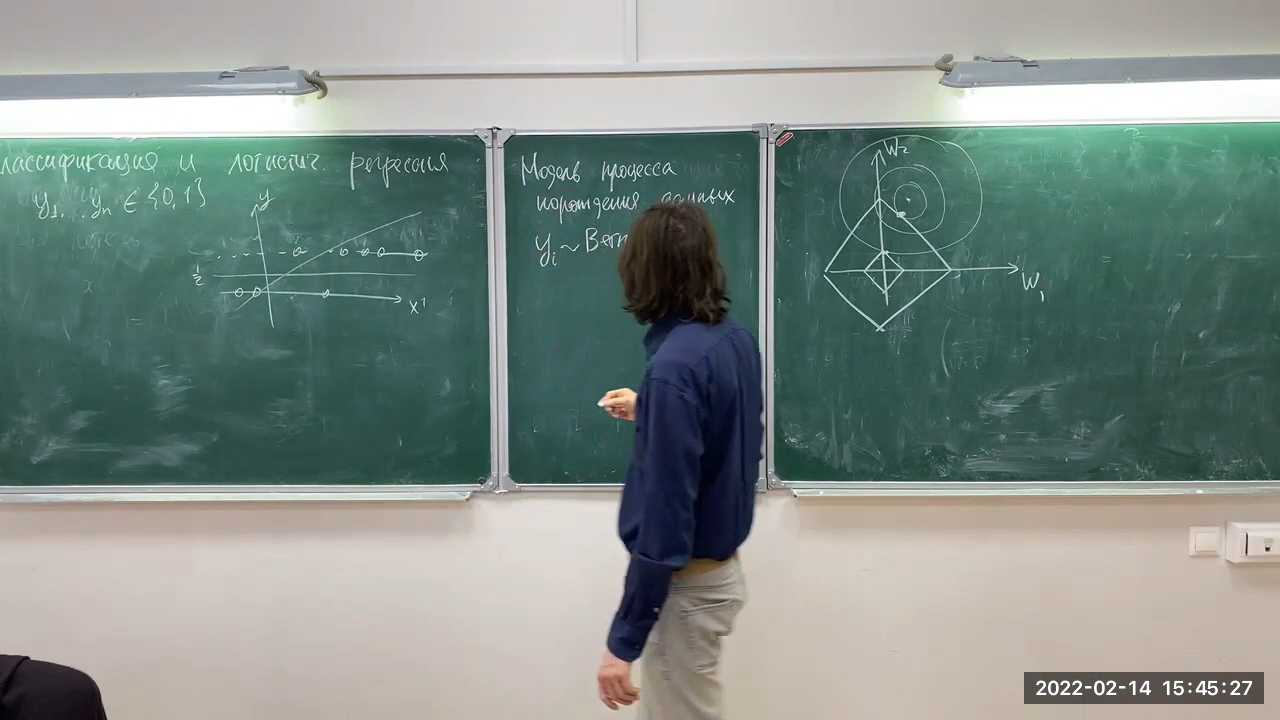 лассификация и логистич. регрессия
y₁...yₙ ∈ {0,1}
y
1/2
x¹
Модель процесса
порождения данных
yᵢ ~ Bern
w₂
w₁
2022-02-14 15:45:27